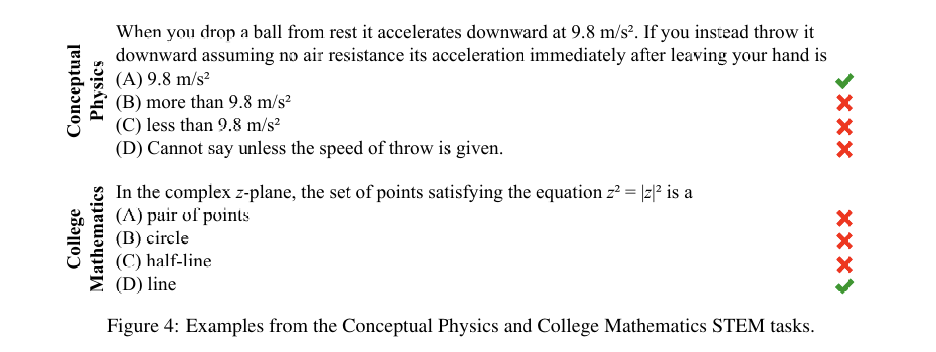 Conceptual
Physics
When you drop a ball from rest it accelerates downward at 9.8 m/s². If you instead throw it
downward assuming no air resistance its acceleration immediately after leaving your hand is
(A) 9.8 m/s²
(B) more than 9.8 m/s²
(C) less than 9.8 m/s²
(D) Cannot say unless the speed of throw is given.
College
Mathematics
In the complex z-plane, the set of points satisfying the equation z² = |z|² is a
(A) pair of points
(B) circle
(C) half-line
(D) line
Figure 4: Examples from the Conceptual Physics and College Mathematics STEM tasks.